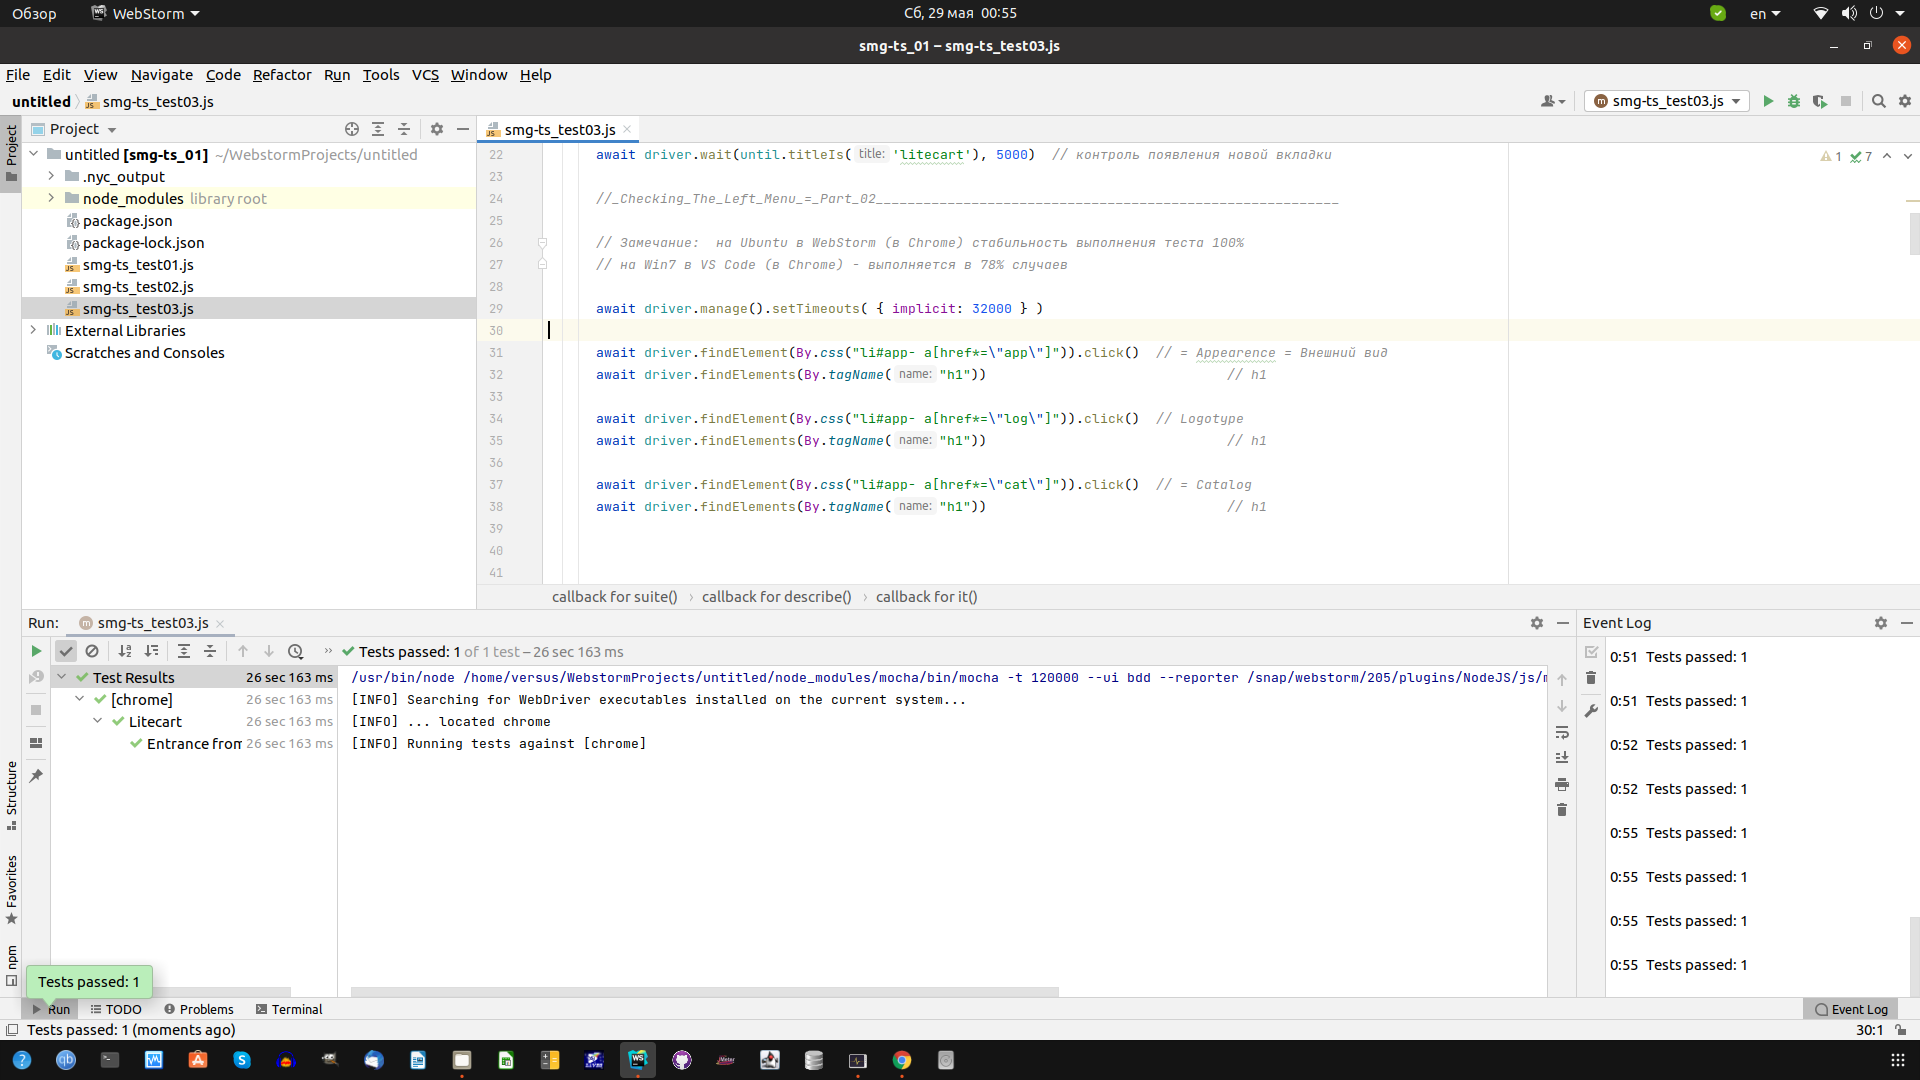 Обзор
WebStorm
Сб, 29 мая 00:55
en
smg-ts_01 – smg-ts_test03.js
File Edit View Navigate Code Refactor Run Tools VCS Window Help
untitled smg-ts_test03.js
smg-ts_test03.js
Project
Project
smg-ts_test03.js
untitled [smg-ts_01] ~/WebstormProjects/untitled
.nyc_output
node_modules library root
package.json
package-lock.json
smg-ts_test01.js
smg-ts_test02.js
smg-ts_test03.js
External Libraries
Scratches and Consoles
1 7
22 await driver.wait(until.titleIs( title: 'litecart'), 5000) // контроль появления новой вкладки
23
24 //_Checking_The_Left_Menu_=_Part_02__________________________________________________________
25
26 // Замечание: на Ubuntu в WebStorm (в Chrome) стабильность выполнения теста 100%
27 // на Win7 в VS Code (в Chrome) - выполняется в 78% случаев
28
29 await driver.manage().setTimeouts( { implicit: 32000 } )
30
31 await driver.findElement(By.css("li#app- a[href*=\"app\"]")).click() // = Appearence = Внешний вид
32 await driver.findElements(By.tagName( name: "h1")) // h1
33
34 await driver.findElement(By.css("li#app- a[href*=\"log\"]")).click() // Logotype
35 await driver.findElements(By.tagName( name: "h1")) // h1
36
37 await driver.findElement(By.css("li#app- a[href*=\"cat\"]")).click() // = Catalog
38 await driver.findElements(By.tagName( name: "h1")) // h1
39
40
41
callback for suite() › callback for describe() › callback for it()
Run: smg-ts_test03.js
Tests passed: 1 of 1 test – 26 sec 163 ms
Test Results 26 sec 163 ms
[chrome] 26 sec 163 ms
Litecart 26 sec 163 ms
Entrance from 26 sec 163 ms
/usr/bin/node /home/versus/WebstormProjects/untitled/node_modules/mocha/bin/mocha -t 120000 --ui bdd --reporter /snap/webstorm/205/plugins/NodeJS/js/m
[INFO] Searching for WebDriver executables installed on the current system...
[INFO] ... located chrome
[INFO] Running tests against [chrome]
Event Log
0:51 Tests passed: 1
0:51 Tests passed: 1
0:52 Tests passed: 1
0:52 Tests passed: 1
0:55 Tests passed: 1
0:55 Tests passed: 1
0:55 Tests passed: 1
0:55 Tests passed: 1
Structure
Favorites
npm
Tests passed: 1
Run TODO Problems Terminal
Event Log
Tests passed: 1 (moments ago)
30:1